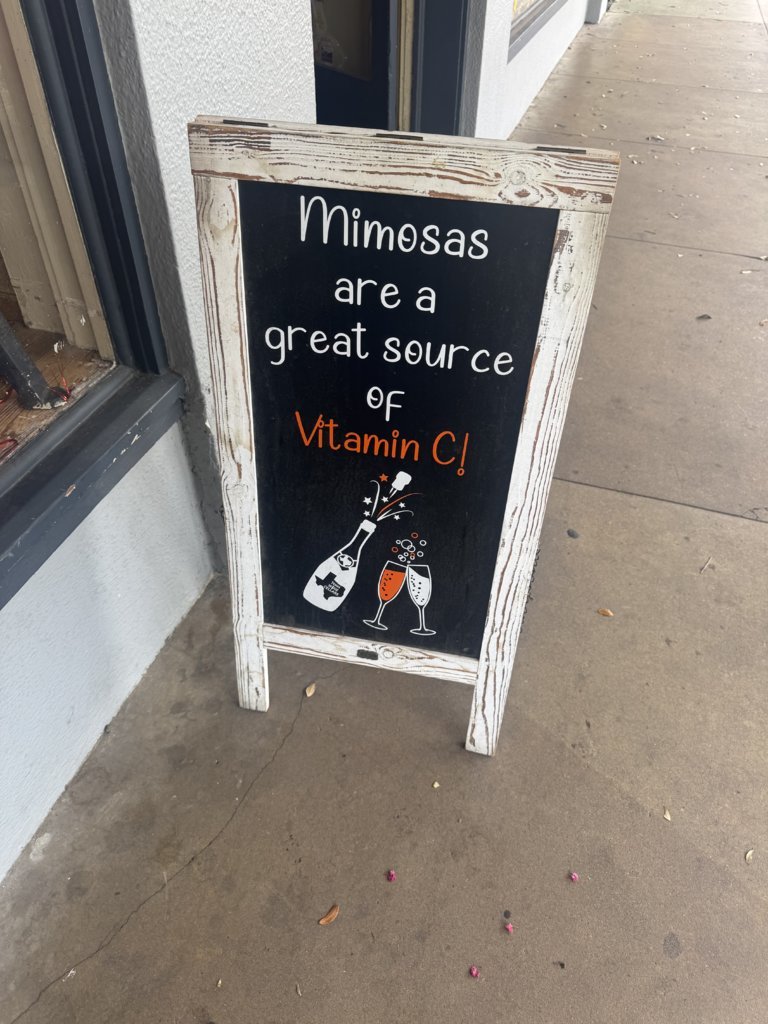 Mimosas
are a
great source
of
Vitamin C!